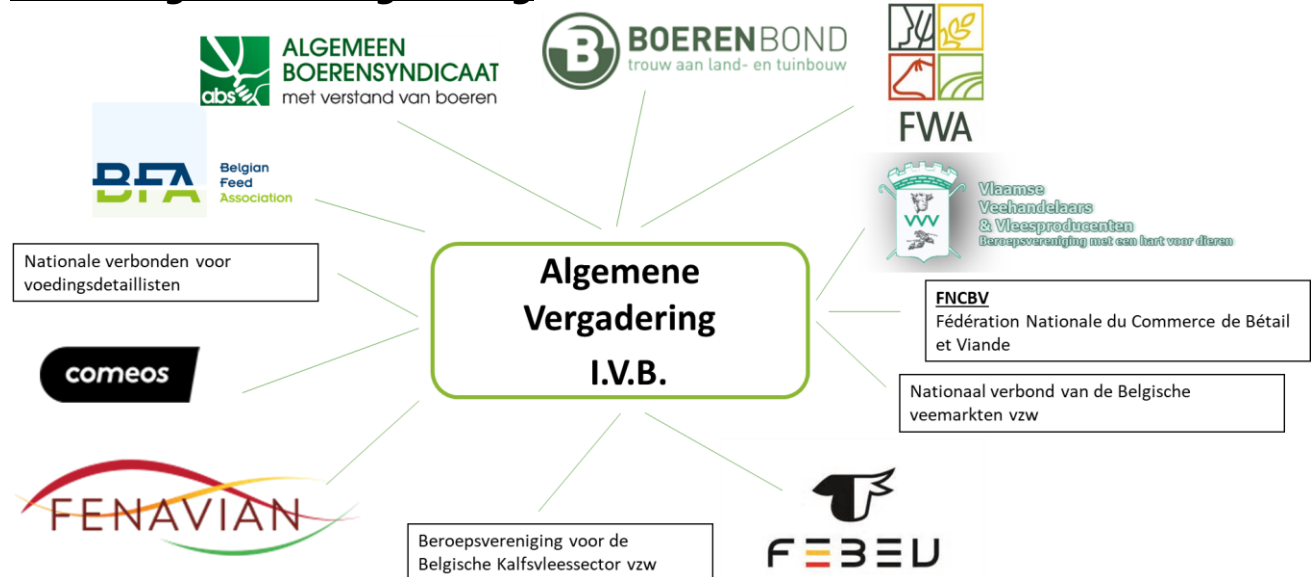 ALGEMEEN
BOERENSYNDICAAT
abs
met verstand van boeren
BOERENBOND
trouw aan land- en tuinbouw
B
FWA
BFA
Belgian
Feed
Association
Vlaamse
Veehandelaars
& Vleesproducenten
Beroepsvereniging met een hart voor dieren
VVV
Nationale verbonden voor
voedingsdetaillisten
Algemene
Vergadering
I.V.B.
FNCBV
Fédération Nationale du Commerce de Bétail
et Viande
comeos
Nationaal verbond van de Belgische
veemarkten vzw
FENAVIAN
Beroepsvereniging voor de
Belgische Kalfsvleessector vzw
FEBEV